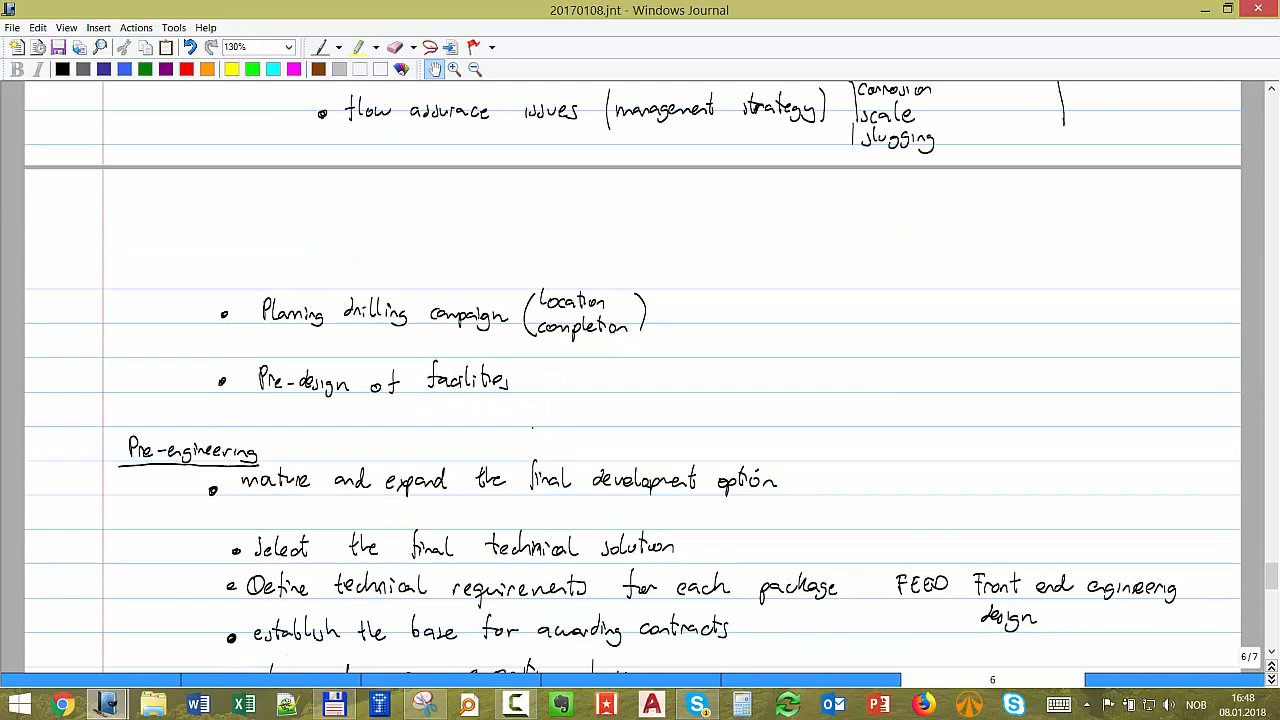 20170108.jnt - Windows Journal
File Edit View Insert Actions Tools Help
130%
B I
corrosion
• flow assurace issues (management strategy) scale
slugging
• Planning drilling campaign (Location
completion)
• Pre-design of facilities
Pre-engineering
• mature and expand the final development option
• Select the final technical solution
• Define technical requirements for each package FEED Front end engineering
design
• establish the base for awarding contracts
6/7
6
NOB
16:48
08.01.2018